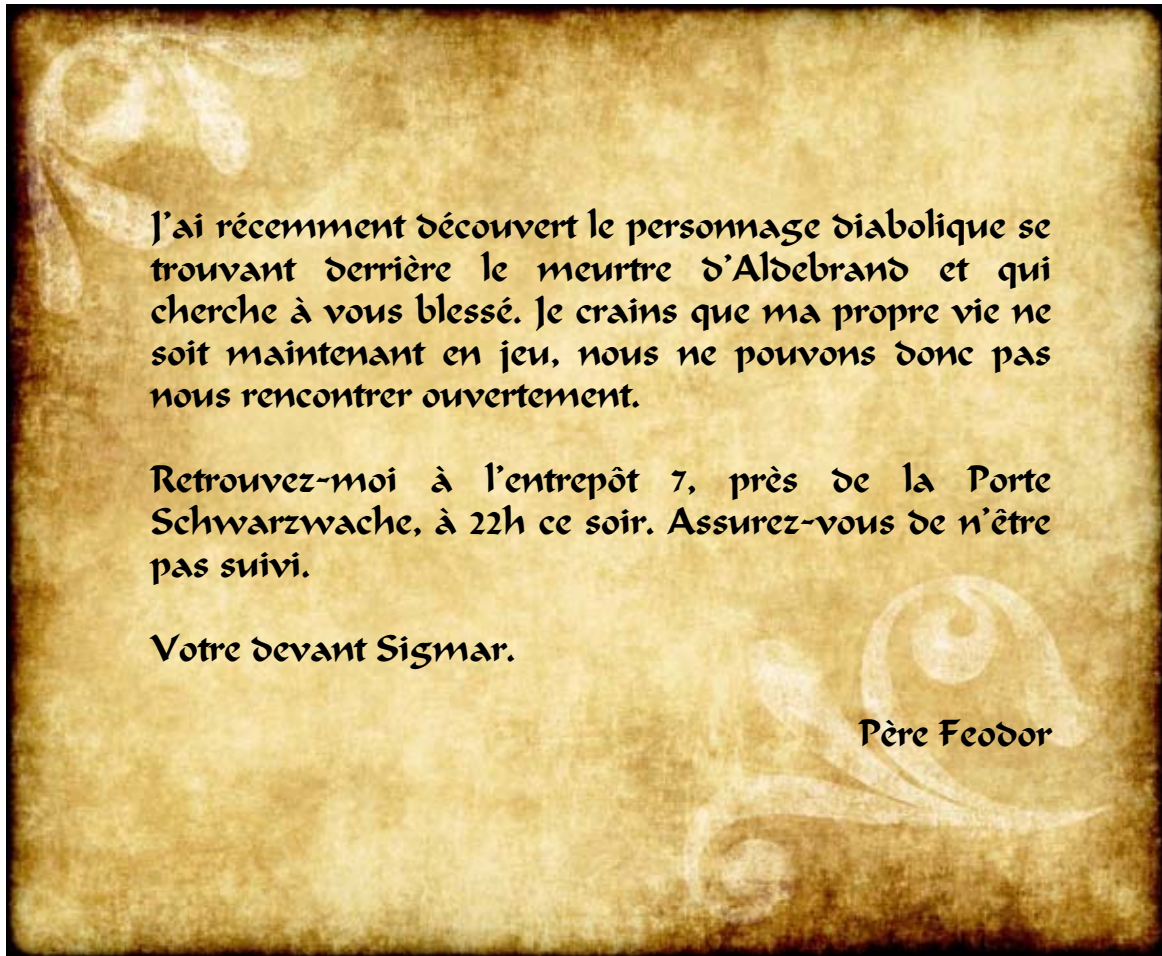 J'ai récemment découvert le personnage diabolique se
trouvant derrière le meurtre d'Aldebrand et qui
cherche à vous blessé. Je crains que ma propre vie ne
soit maintenant en jeu, nous ne pouvons donc pas
nous rencontrer ouvertement.
Retrouvez-moi à l'entrepôt 7, près de la Porte
Schwarzwache, à 22h ce soir. Assurez-vous de n'être
pas suivi.
Votre devant Sigmar.
Père Feodor